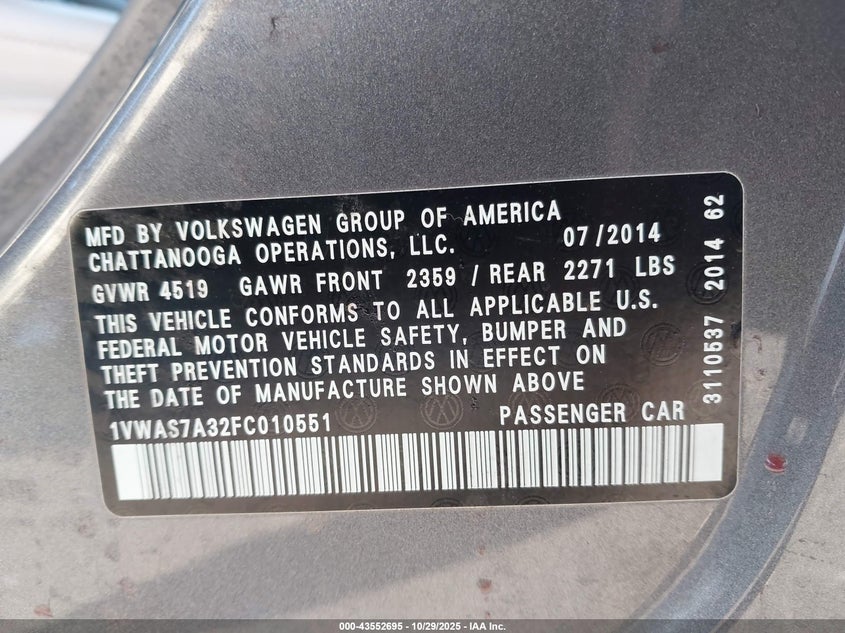 MFD BY VOLKSWAGEN GROUP OF AMERICA
CHATTANOOGA OPERATIONS, LLC. 07/2014
GVWR 4519 GAWR FRONT 2359 / REAR 2271 LBS
THIS VEHICLE CONFORMS TO ALL APPLICABLE U.S.
FEDERAL MOTOR VEHICLE SAFETY, BUMPER AND
THEFT PREVENTION STANDARDS IN EFFECT ON
THE DATE OF MANUFACTURE SHOWN ABOVE
1VWAS7A32FC010551 PASSENGER CAR
3110537 2014 62
000-43552695 - 10/29/2025 - IAA Inc.